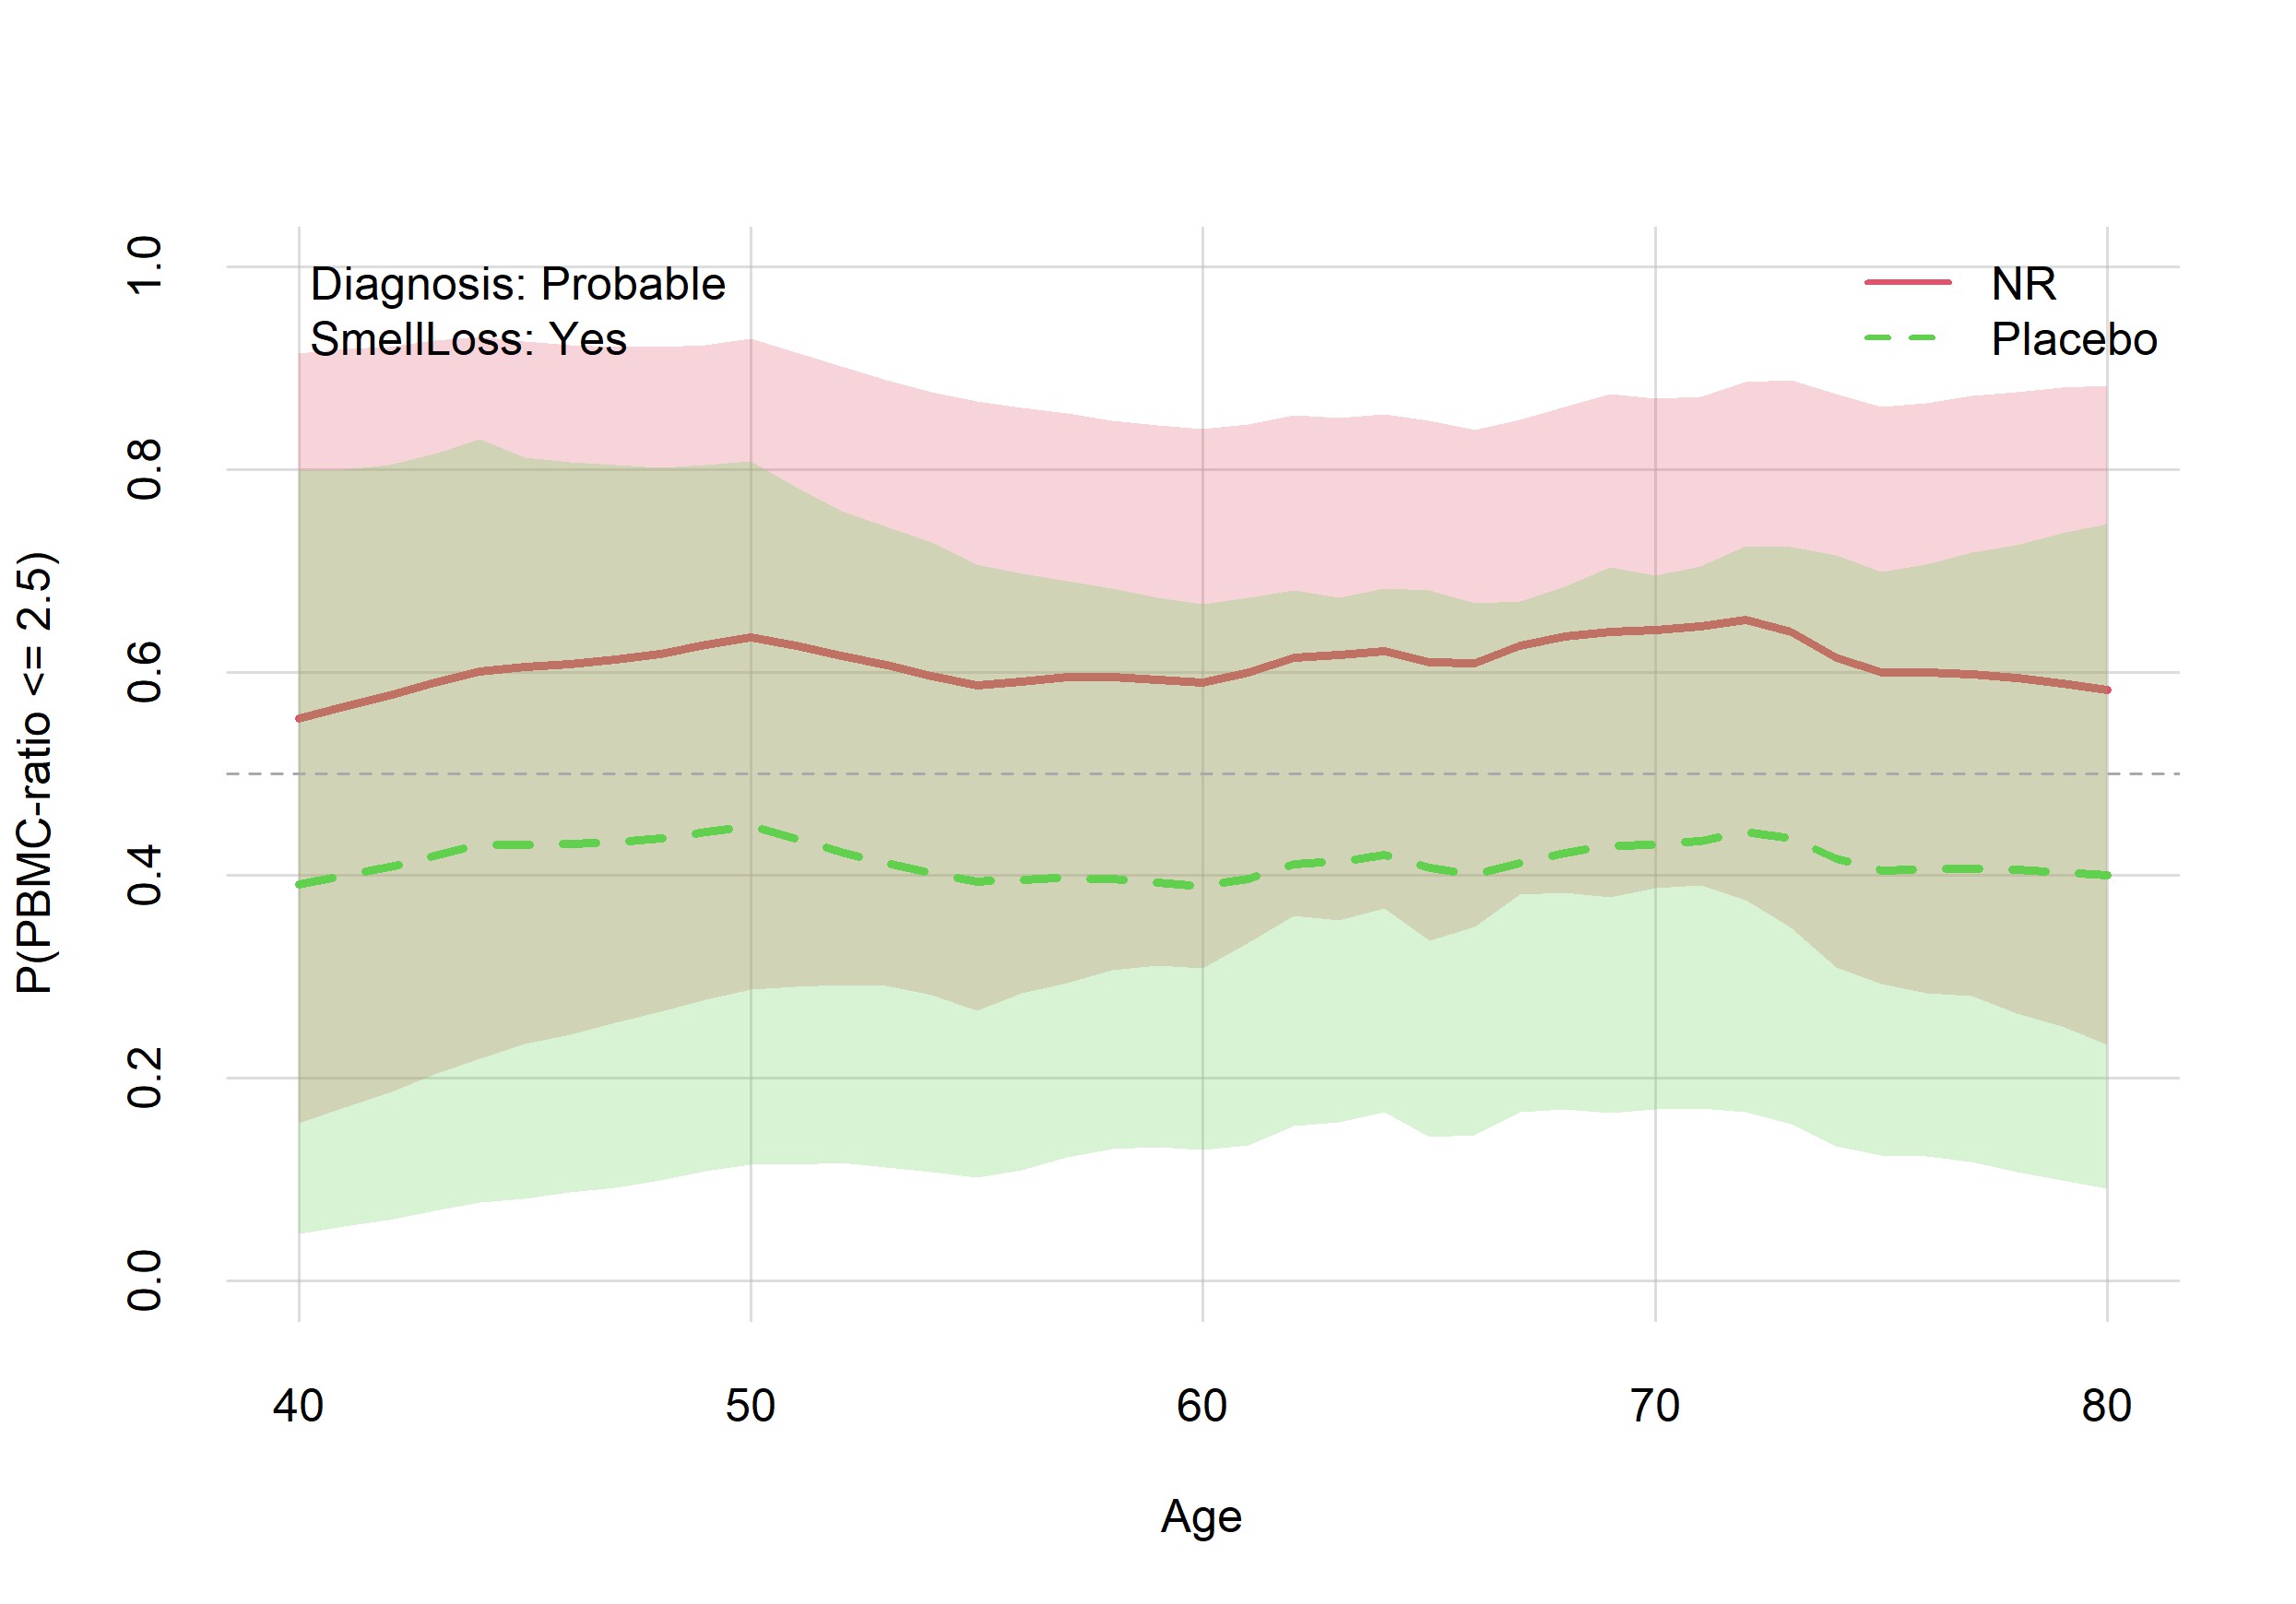 Diagnosis: Probable
SmellLoss: Yes
NR
Placebo
P(PBMC-ratio <= 2.5)
1.0
0.8
0.6
0.4
0.2
0.0
40 50 60 70 80
Age